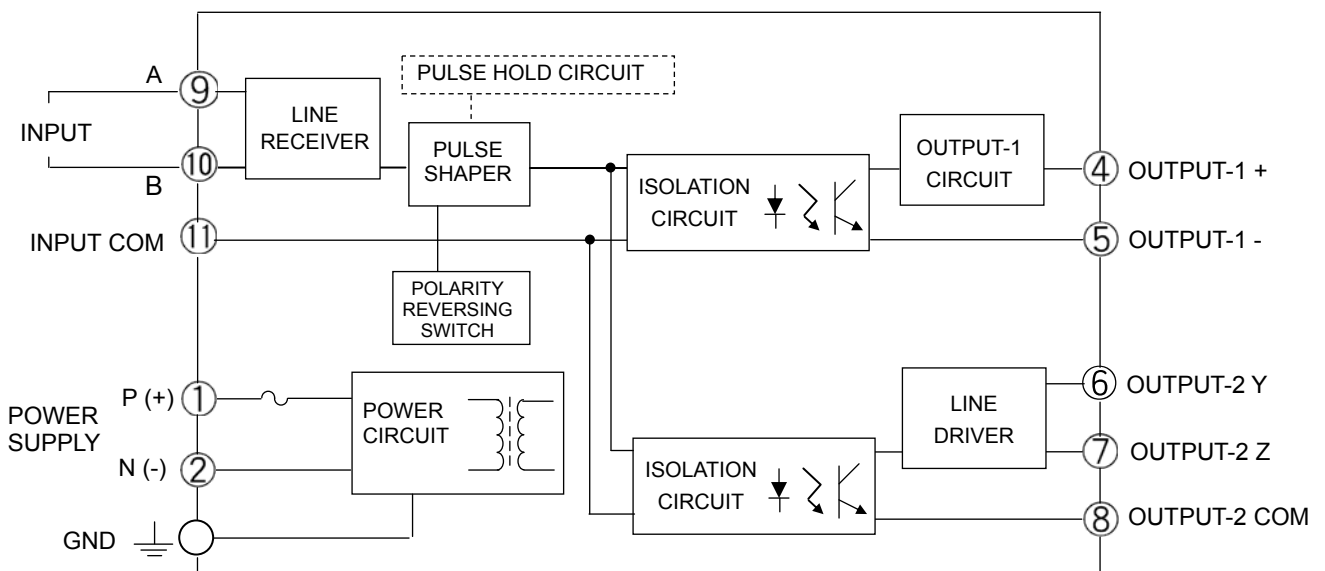 A
9
INPUT
10
B
INPUT COM
11
LINE
RECEIVER
PULSE HOLD CIRCUIT
PULSE
SHAPER
POLARITY
REVERSING
SWITCH
ISOLATION
CIRCUIT
OUTPUT-1
CIRCUIT
4
OUTPUT-1 +
5
OUTPUT-1 -
POWER
SUPPLY
P (+)
1
N (-)
2
GND
POWER
CIRCUIT
ISOLATION
CIRCUIT
LINE
DRIVER
6
OUTPUT-2 Y
7
OUTPUT-2 Z
8
OUTPUT-2 COM